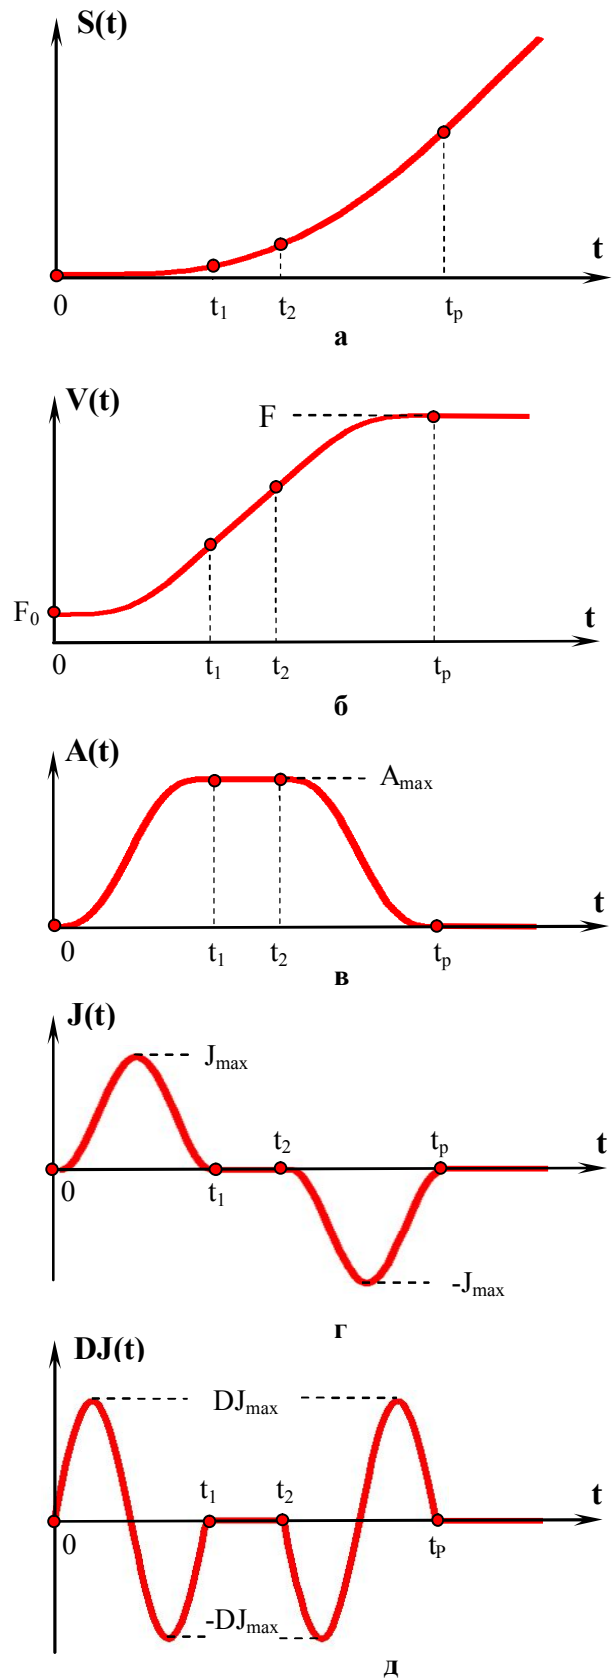 S(t)
t
0 t₁ t₂ tₚ
а
V(t)
F
F₀
t
0 t₁ t₂ tₚ
б
A(t)
Aₘₐₓ
t
0 t₁ t₂ tₚ
в
J(t)
Jₘₐₓ
t₂ tₚ t
0 t₁
-Jₘₐₓ
г
DJ(t)
DJₘₐₓ
t₁ t₂ t
0 t_P
-DJₘₐₓ
д